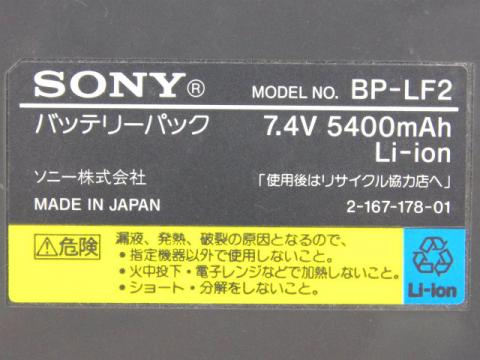 SONY® MODEL NO. BP-LF2
バッテリーパック 7.4V 5400mAh
Li-ion
ソニー株式会社 「使用後はリサイクル協力店へ」
MADE IN JAPAN 2-167-178-01
⚠危険 漏液、発熱、破裂の原因となるので、
・指定機器以外で使用しないこと。
・火中投下・電子レンジなどで加熱しないこと。
・ショート・分解をしないこと。
Li-ion